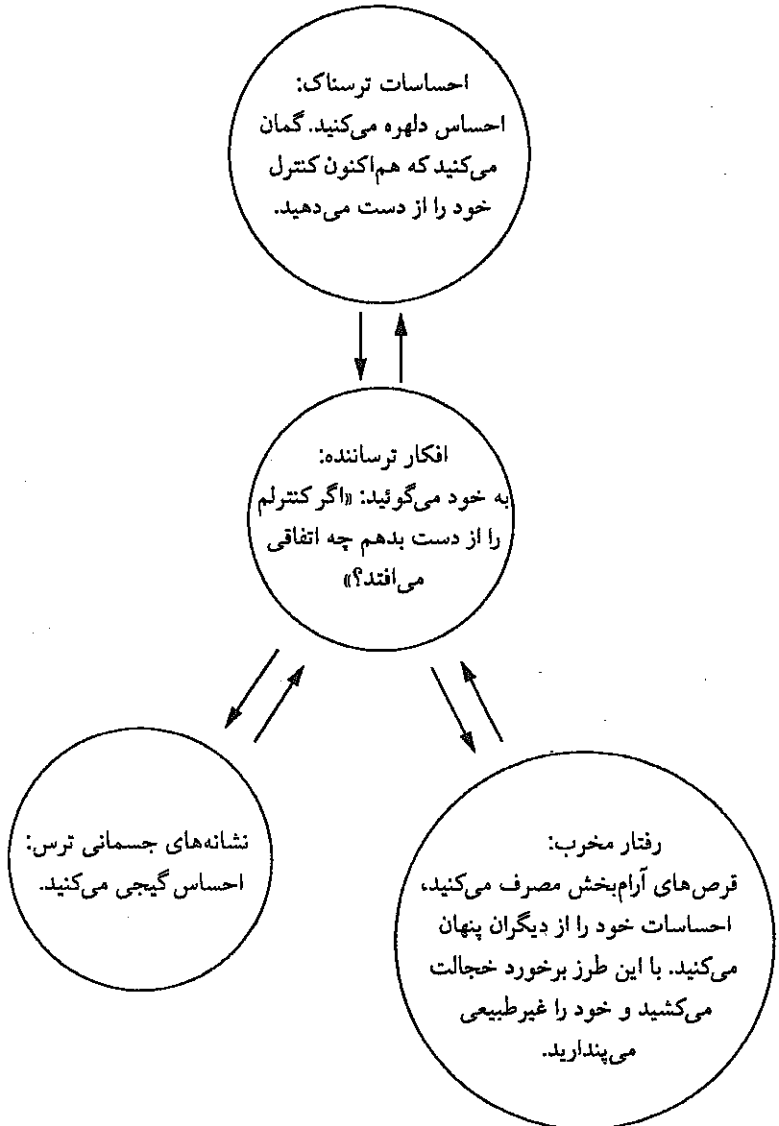 احساسات ترسناک:
احساس دلهره می‌کنید. گمان
می‌کنید که هم‌اکنون کنترل
خود را از دست می‌دهید.
افکار ترساننده:
به خود می‌گوئید: «اگر کنترلم
را از دست بدهم چه اتفاقی
می‌افتد؟»
نشانه‌های جسمانی ترس:
احساس گیجی می‌کنید.
رفتار مخرب:
قرص‌های آرام‌بخش مصرف می‌کنید،
احساسات خود را از دیگران پنهان
می‌کنید. با این طرز برخورد خجالت
می‌کشید و خود را غیرطبیعی
می‌پندارید.